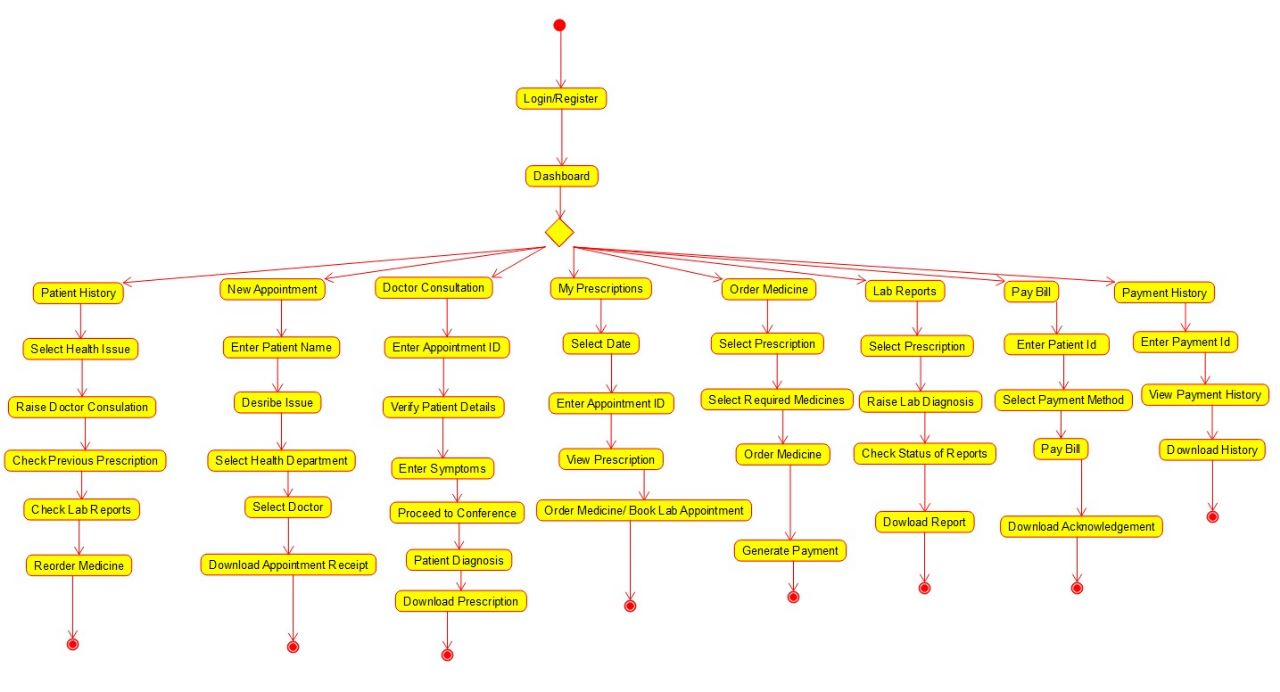 Login/Register
Dashboard
Patient History
Select Health Issue
Raise Doctor Consulation
Check Previous Prescription
Check Lab Reports
Reorder Medicine
New Appointment
Enter Patient Name
Desribe Issue
Select Health Department
Select Doctor
Download Appointment Receipt
Doctor Consultation
Enter Appointment ID
Verify Patient Details
Enter Symptoms
Proceed to Conference
Patient Diagnosis
Download Prescription
My Prescriptions
Select Date
Enter Appointment ID
View Prescription
Order Medicine/ Book Lab Appointment
Order Medicine
Select Prescription
Select Required Medicines
Order Medicine
Generate Payment
Lab Reports
Select Prescription
Raise Lab Diagnosis
Check Status of Reports
Dowload Report
Pay Bill
Enter Patient Id
Select Payment Method
Pay Bill
Download Acknowledgement
Payment History
Enter Payment Id
View Payment History
Download History